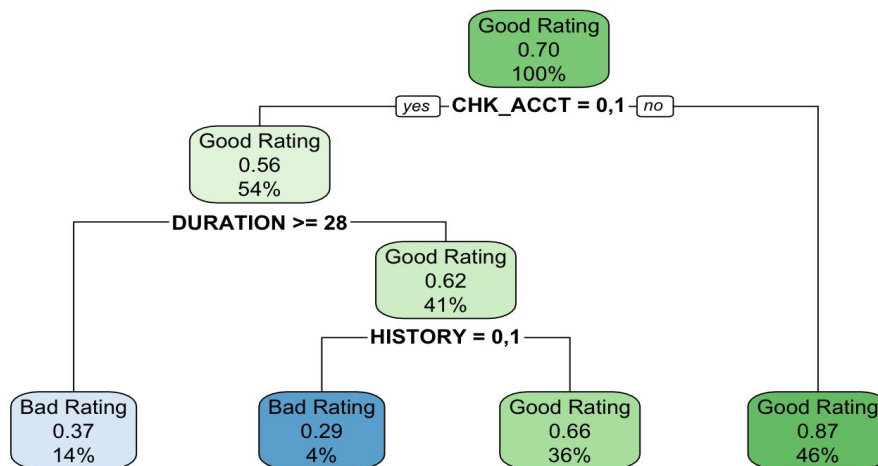 Good Rating
0.70
100%
yes CHK_ACCT = 0,1 no
Good Rating
0.56
54%
DURATION >= 28
Good Rating
0.62
41%
HISTORY = 0,1
Bad Rating
0.37
14%
Bad Rating
0.29
4%
Good Rating
0.66
36%
Good Rating
0.87
46%